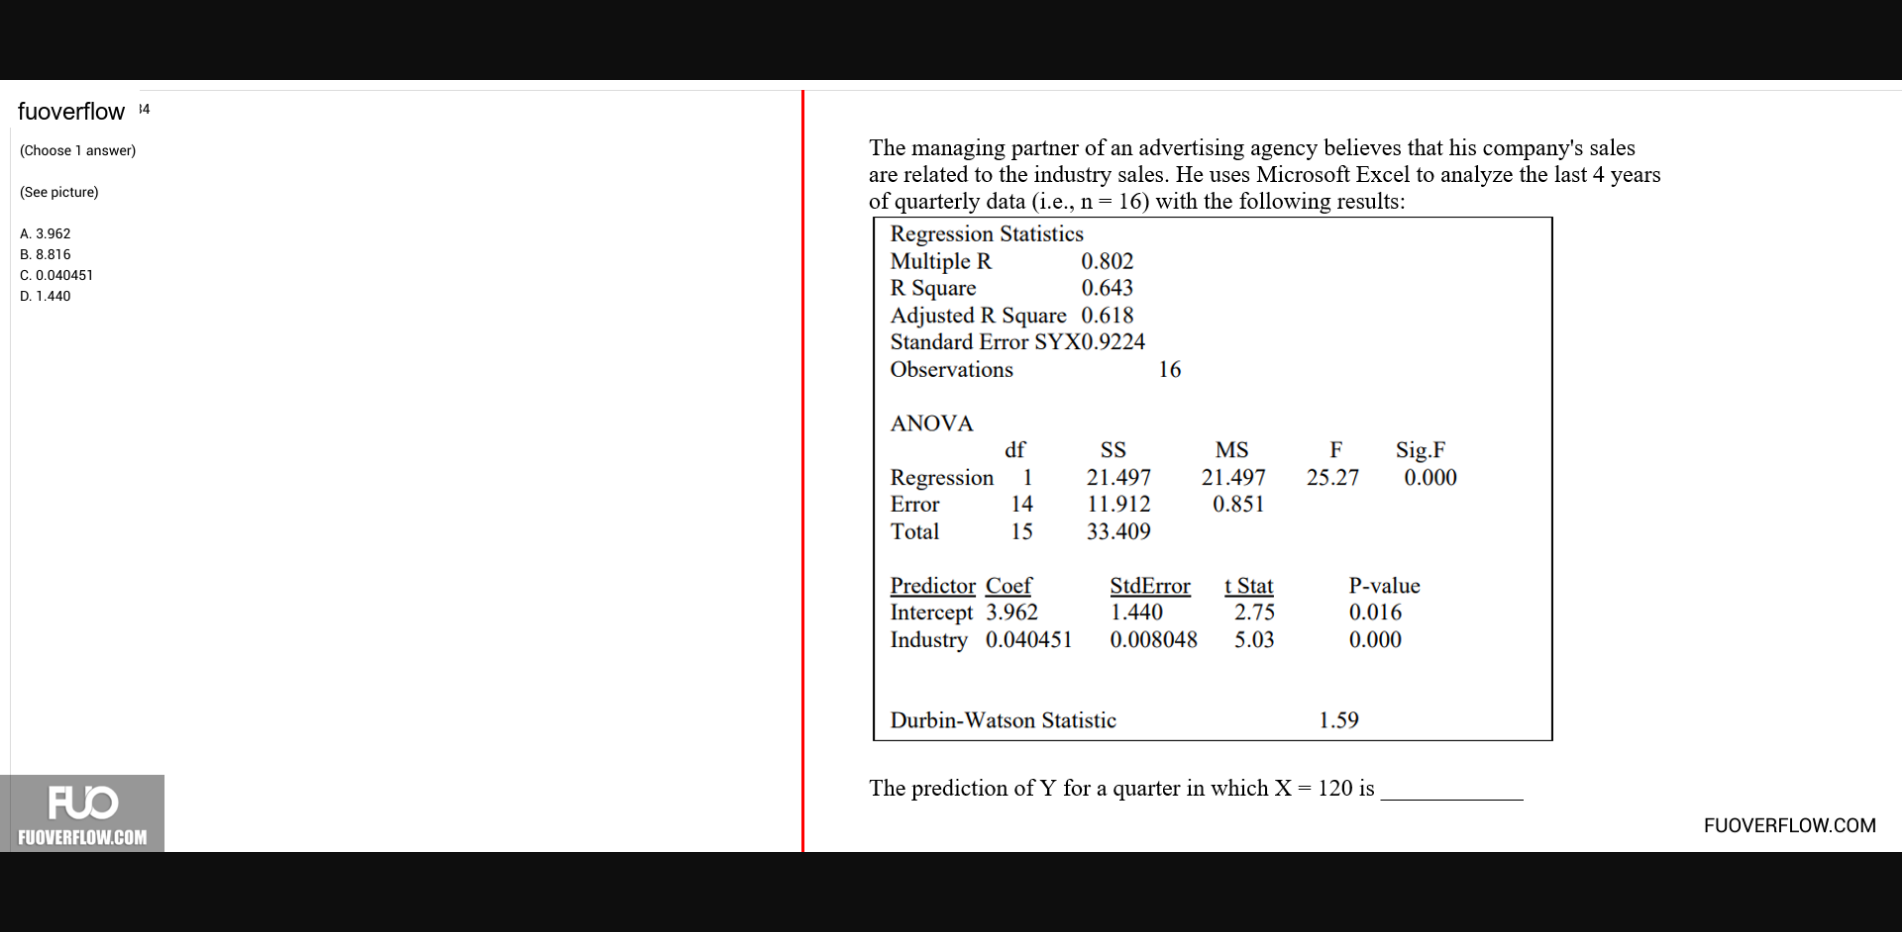 fuoverflow 14
(Choose 1 answer)
(See picture)
A. 3.962
B. 8.816
C. 0.040451
D. 1.440
FUO
FUOVERFLOW.COM
The managing partner of an advertising agency believes that his company's sales
are related to the industry sales. He uses Microsoft Excel to analyze the last 4 years
of quarterly data (i.e., n = 16) with the following results:
Regression Statistics
Multiple R 0.802
R Square 0.643
Adjusted R Square 0.618
Standard Error SYX0.9224
Observations 16
ANOVA
df SS MS F Sig.F
Regression 1 21.497 21.497 25.27 0.000
Error 14 11.912 0.851
Total 15 33.409
Predictor Coef StdError t Stat P-value
Intercept 3.962 1.440 2.75 0.016
Industry 0.040451 0.008048 5.03 0.000
Durbin-Watson Statistic 1.59
The prediction of Y for a quarter in which X = 120 is ____________
FUOVERFLOW.COM